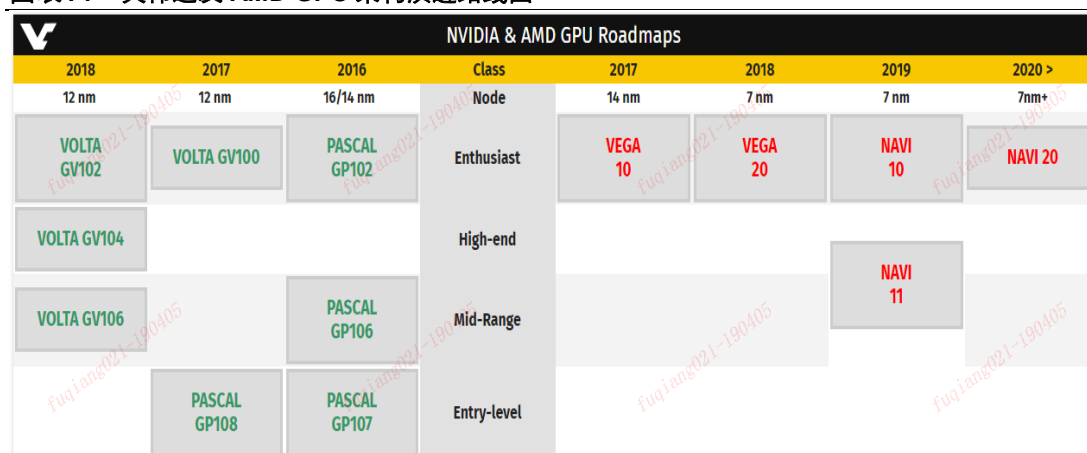 NVIDIA & AMD GPU Roadmaps
2018 2017 2016 Class 2017 2018 2019 2020 >
12 nm 12 nm 16/14 nm Node 14 nm 7 nm 7 nm 7nm+
VOLTA GV102 VOLTA GV100 PASCAL GP102 Enthusiast VEGA 10 VEGA 20 NAVI 10 NAVI 20
VOLTA GV104 High-end
NAVI 11
VOLTA GV106 PASCAL GP106 Mid-Range
PASCAL GP108 PASCAL GP107 Entry-level
fuqiang021-190405